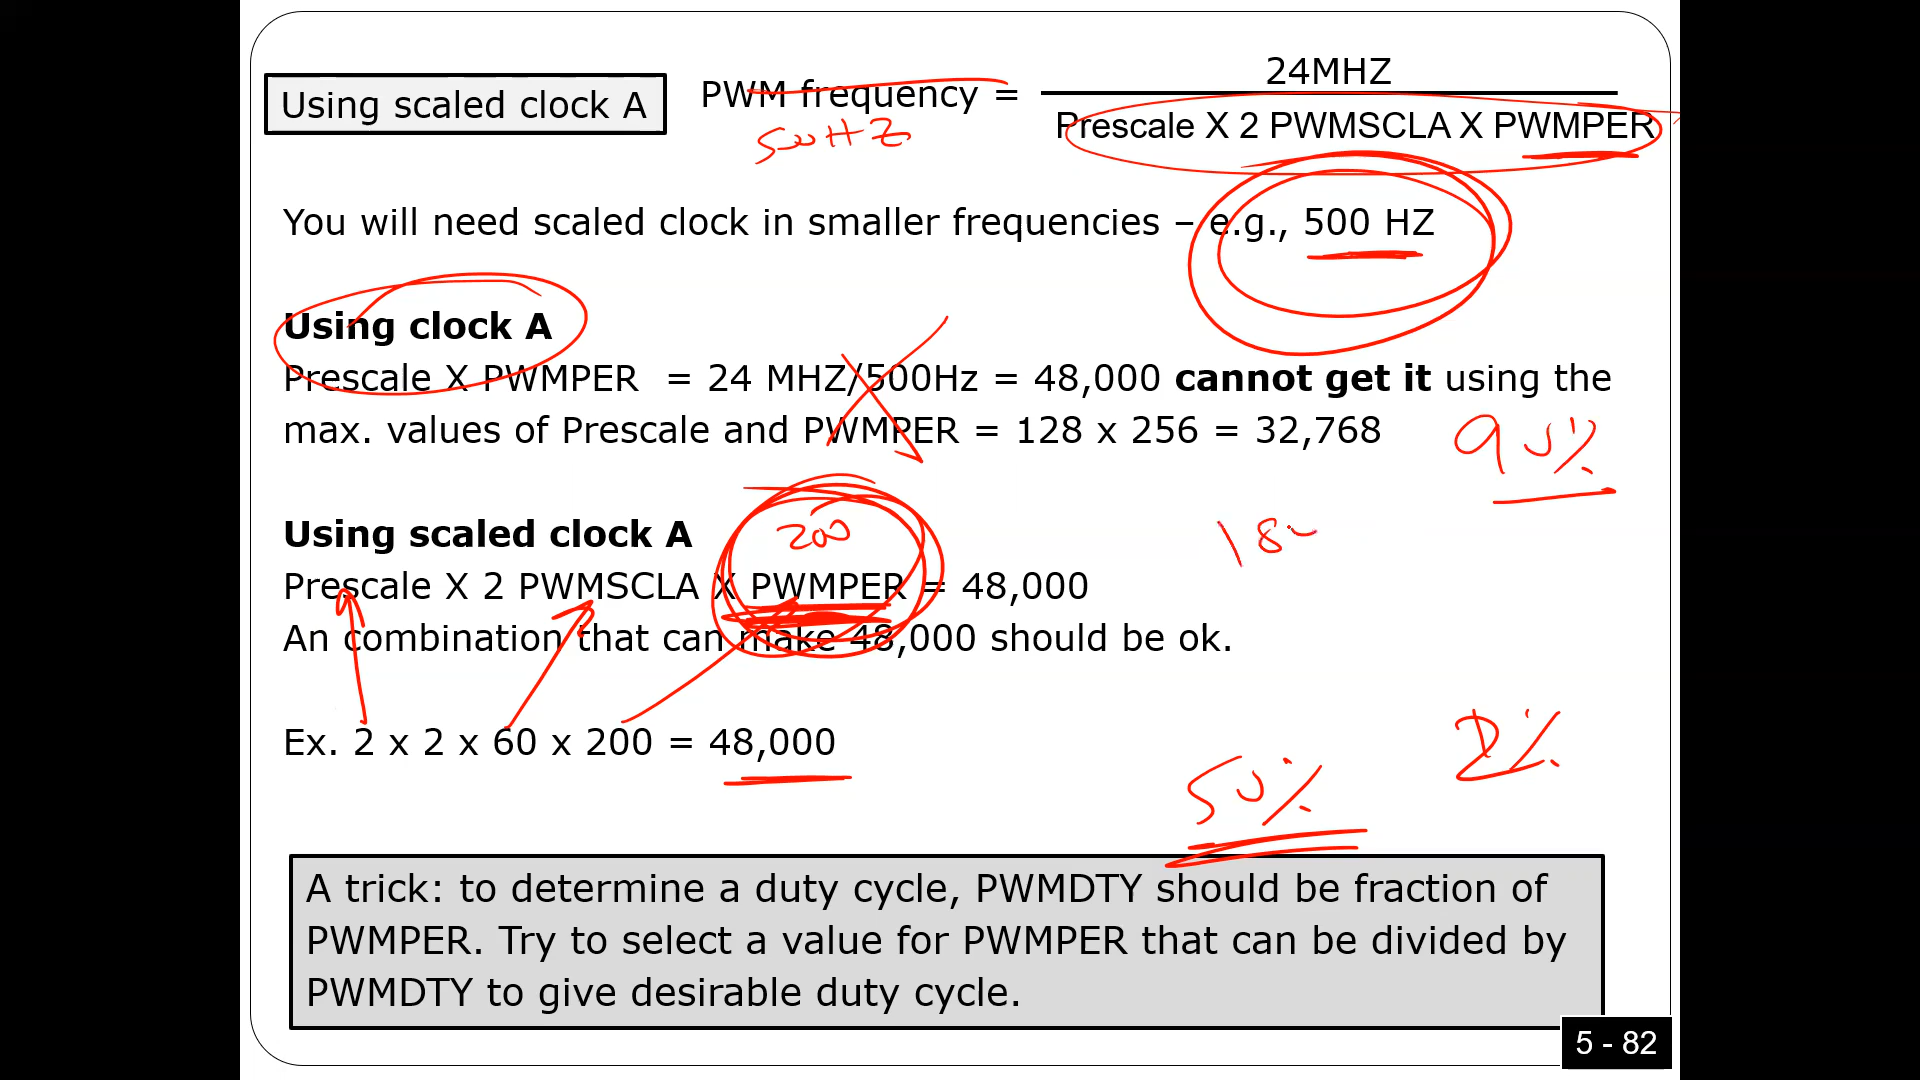 Using scaled clock A
PWM frequency = 24MHZ
Prescale X 2 PWMSCLA X PWMPER
500HZ
You will need scaled clock in smaller frequencies – e.g., 500 HZ
Using clock A
Prescale X PWMPER = 24 MHZ/500Hz = 48,000 cannot get it using the
max. values of Prescale and PWMPER = 128 x 256 = 32,768
90%
Using scaled clock A
200
180
Prescale X 2 PWMSCLA X PWMPER = 48,000
An combination that can make 48,000 should be ok.
Ex. 2 x 2 x 60 x 200 = 48,000
50%
A trick: to determine a duty cycle, PWMDTY should be fraction of
PWMPER. Try to select a value for PWMPER that can be divided by
PWMDTY to give desirable duty cycle.
5 - 82